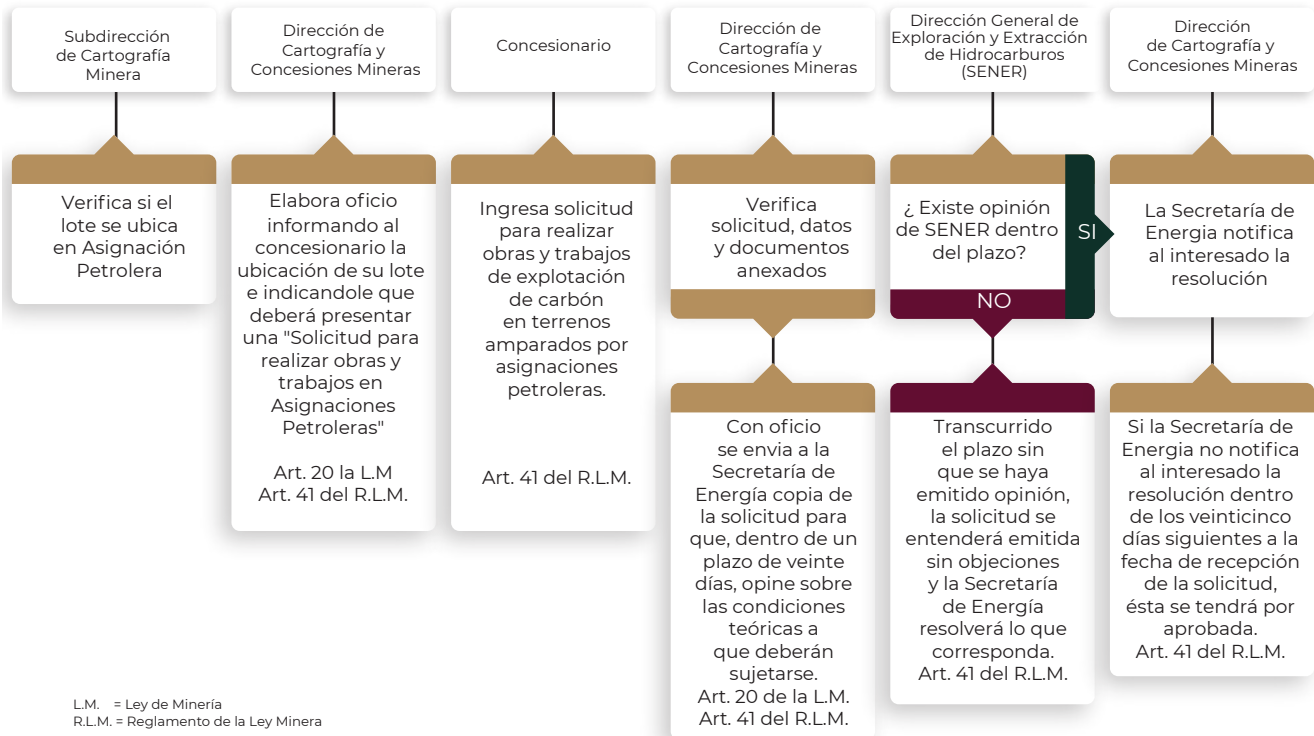 Subdirección
de Cartografía
Minera
Verifica si el
lote se ubica
en Asignación
Petrolera
Dirección de
Cartografía y
Concesiones Mineras
Elabora oficio
informando al
concesionario la
ubicación de su lote
e indicandole que
deberá presentar
una "Solicitud para
realizar obras y
trabajos en
Asignaciones
Petroleras"
Art. 20 la L.M
Art. 41 del R.L.M.
Concesionario
Ingresa solicitud
para realizar
obras y trabajos
de explotación
de carbón
en terrenos
amparados por
asignaciones
petroleras.
Art. 41 del R.L.M.
Dirección de
Cartografía y
Concesiones Mineras
Verifica
solicitud, datos
y documentos
anexados
Con oficio
se envia a la
Secretaría de
Energía copia de
la solicitud para
que, dentro de un
plazo de veinte
días, opine sobre
las condiciones
teóricas a
que deberán
sujetarse.
Art. 20 de la L.M.
Art. 41 del R.L.M.
Dirección General de
Exploración y Extracción
de Hidrocarburos
(SENER)
¿ Existe opinión
de SENER dentro
del plazo?
SI
NO
Transcurrido
el plazo sin
que se haya
emitido opinión,
la solicitud se
entenderá emitida
sin objeciones
y la Secretaría
de Energía
resolverá lo que
corresponda.
Art. 41 del R.L.M.
Dirección
de Cartografía y
Concesiones Mineras
La Secretaría de
Energia notifica
al interesado la
resolución
Si la Secretaría de
Energia no notifica
al interesado la
resolución dentro
de los veinticinco
días siguientes a la
fecha de recepción
de la solicitud,
ésta se tendrá por
aprobada.
Art. 41 del R.L.M.
L.M. = Ley de Minería
R.L.M. = Reglamento de la Ley Minera